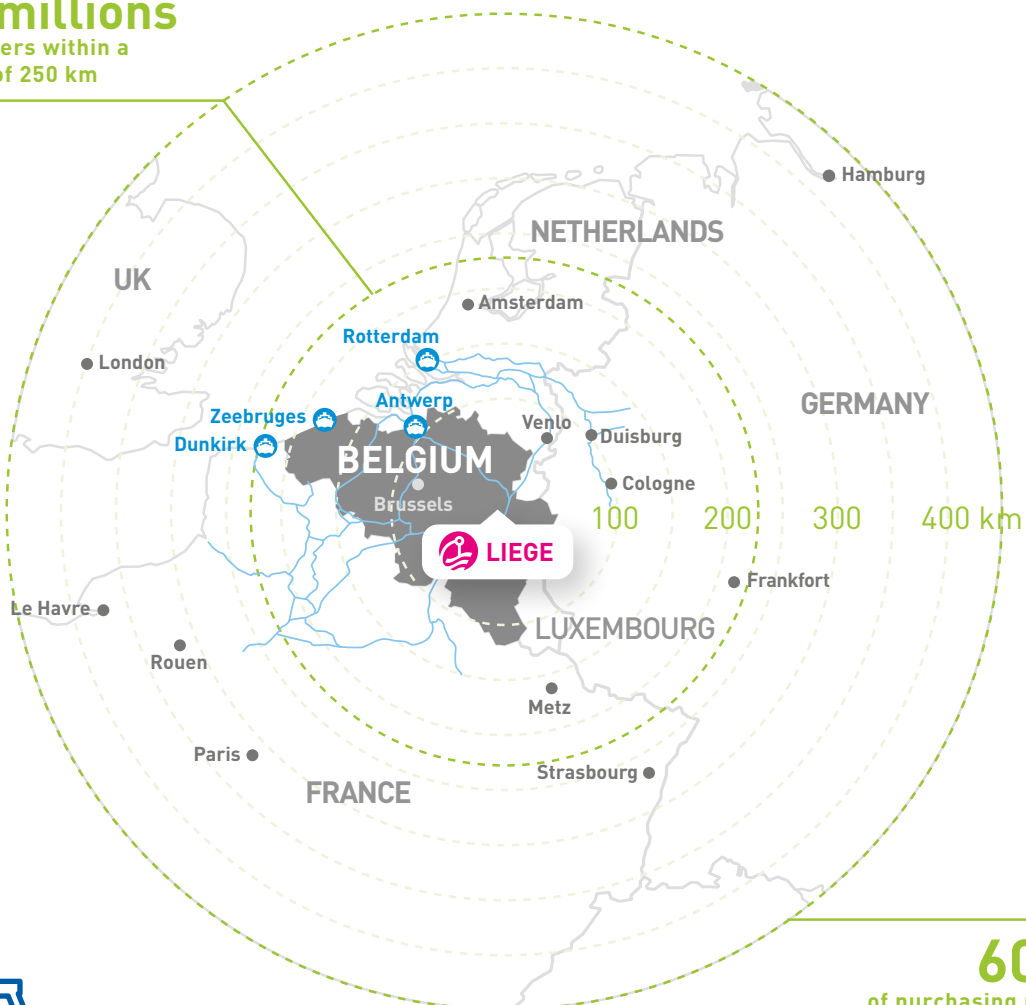 millions
ers within a
of 250 km
Hamburg
NETHERLANDS
UK
Amsterdam
Rotterdam
London
Antwerp
GERMANY
Zeebruges
Venlo
Dunkirk
Duisburg
BELGIUM
Cologne
Brussels
100 200 300 400 km
LIEGE
Frankfort
Le Havre
LUXEMBOURG
Rouen
Metz
Paris
Strasbourg
FRANCE
60
of purchasing